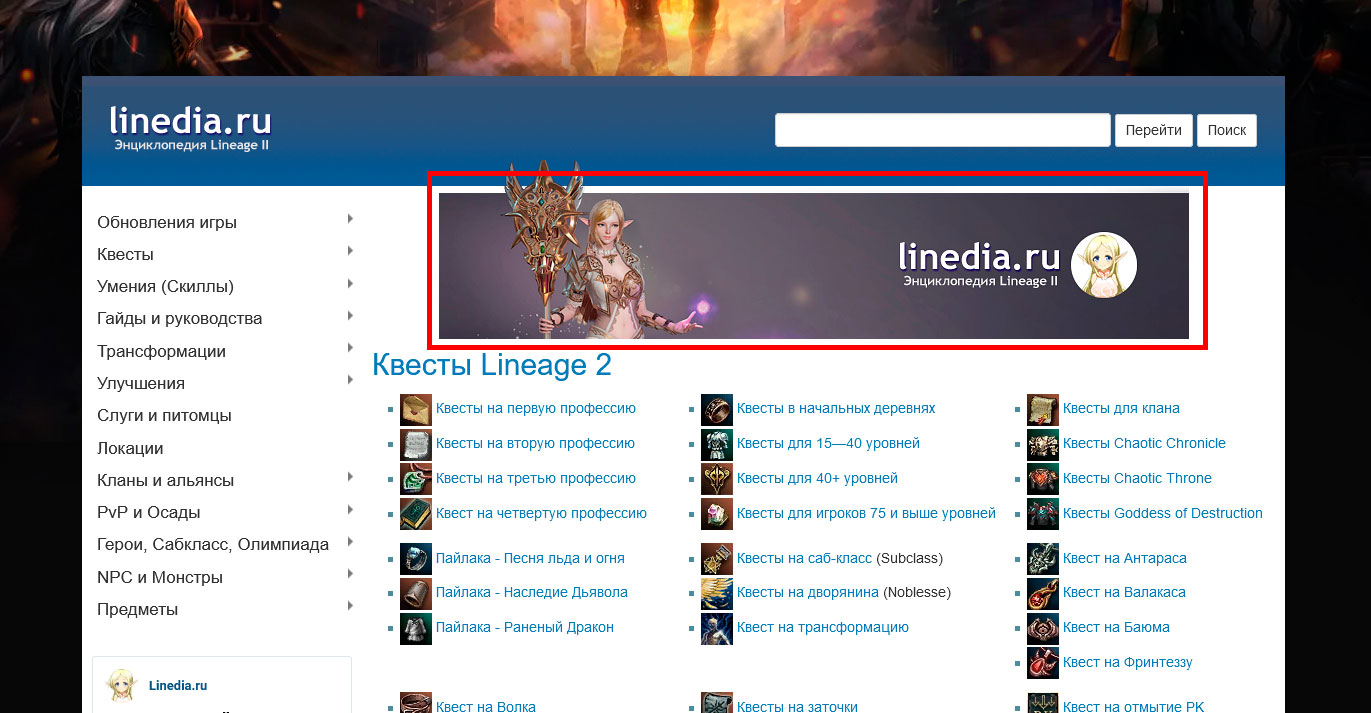 linedia.ru
Энциклопедия Lineage II
Перейти
Поиск
linedia.ru
Энциклопедия Lineage II
Обновления игры
Квесты
Умения (Скиллы)
Гайды и руководства
Трансформации
Улучшения
Слуги и питомцы
Локации
Кланы и альянсы
PvP и Осады
Герои, Сабкласс, Олимпиада
NPC и Монстры
Предметы
Linedia.ru
Квесты Lineage 2
Квесты на первую профессию
Квесты на вторую профессию
Квесты на третью профессию
Квест на четвертую профессию
Пайлака - Песня льда и огня
Пайлака - Наследие Дьявола
Пайлака - Раненый Дракон
Квест на Волка
Квесты в начальных деревнях
Квесты для 15—40 уровней
Квесты для 40+ уровней
Квесты для игроков 75 и выше уровней
Квесты на саб-класс (Subclass)
Квесты на дворянина (Noblesse)
Квест на трансформацию
Квесты на заточки
Квесты для клана
Квесты Chaotic Chronicle
Квесты Chaotic Throne
Квесты Goddess of Destruction
Квест на Антараса
Квест на Валакаса
Квест на Баюма
Квест на Фринтеззу
Квест на отмытие PK